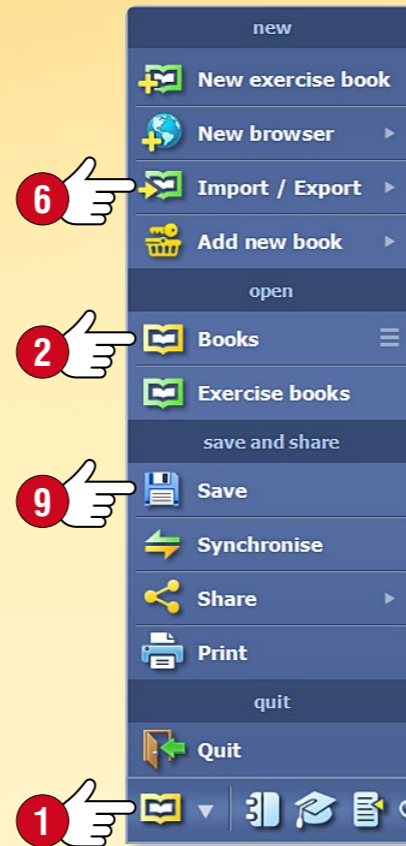 new
New exercise book
New browser
6
Import / Export
Add new book
open
2
Books
Exercise books
save and share
9
Save
Synchronise
Share
Print
quit
Quit
1